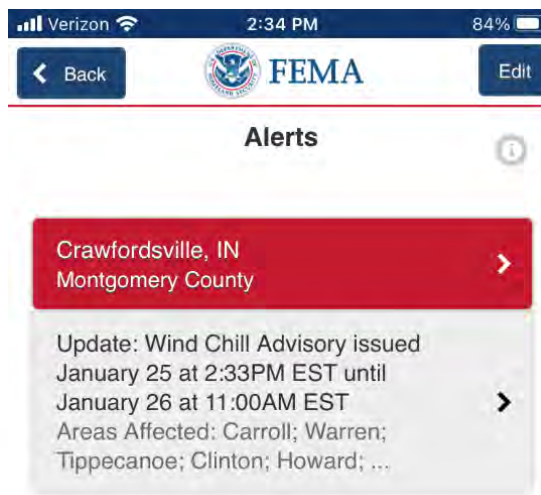 Verizon 2:34 PM 84%
Back FEMA Edit
Alerts
Crawfordsville, IN
Montgomery County
Update: Wind Chill Advisory issued
January 25 at 2:33PM EST until
January 26 at 11:00AM EST
Areas Affected: Carroll; Warren;
Tippecanoe; Clinton; Howard; ...